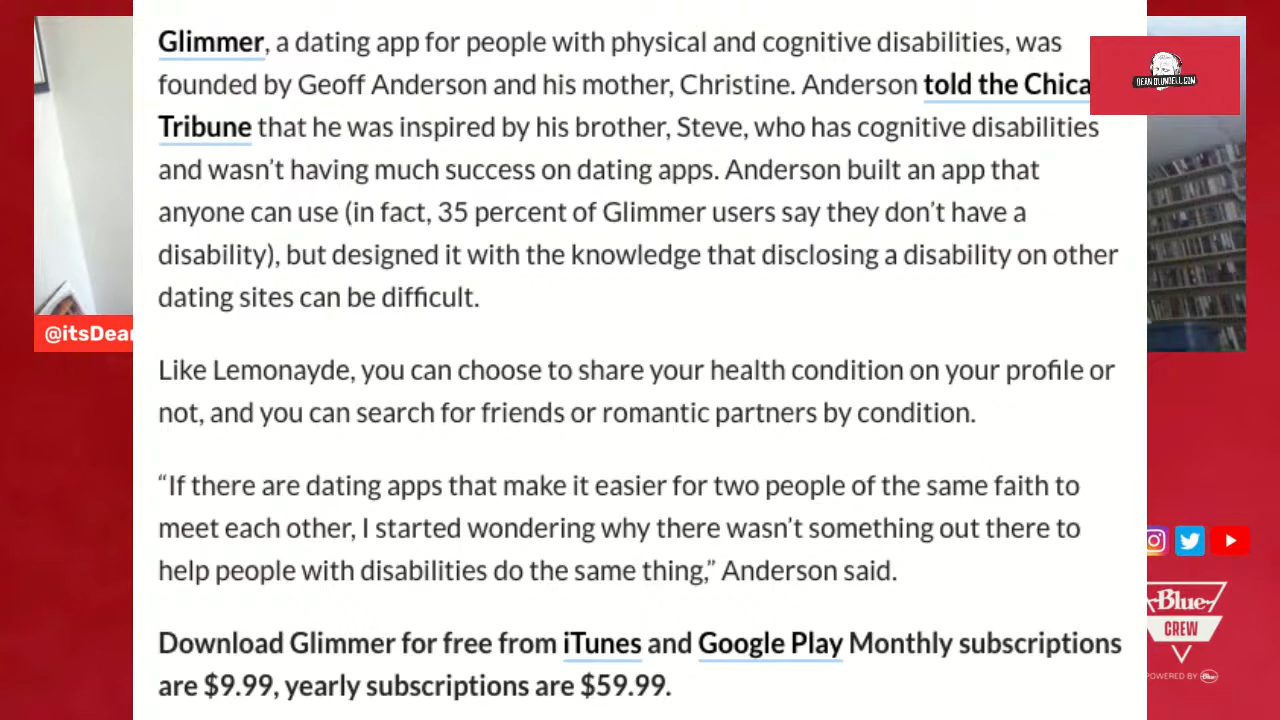 Glimmer, a dating app for people with physical and cognitive disabilities, was
founded by Geoff Anderson and his mother, Christine. Anderson told the Chica
Tribune that he was inspired by his brother, Steve, who has cognitive disabilities
and wasn’t having much success on dating apps. Anderson built an app that
anyone can use (in fact, 35 percent of Glimmer users say they don’t have a
disability), but designed it with the knowledge that disclosing a disability on other
dating sites can be difficult.
Like Lemonayde, you can choose to share your health condition on your profile or
not, and you can search for friends or romantic partners by condition.
“If there are dating apps that make it easier for two people of the same faith to
meet each other, I started wondering why there wasn’t something out there to
help people with disabilities do the same thing,” Anderson said.
Download Glimmer for free from iTunes and Google Play Monthly subscriptions
are $9.99, yearly subscriptions are $59.99.
DEANBLUNDELL.COM
@itsDean
Blue
CREW
POWERED BY Blue